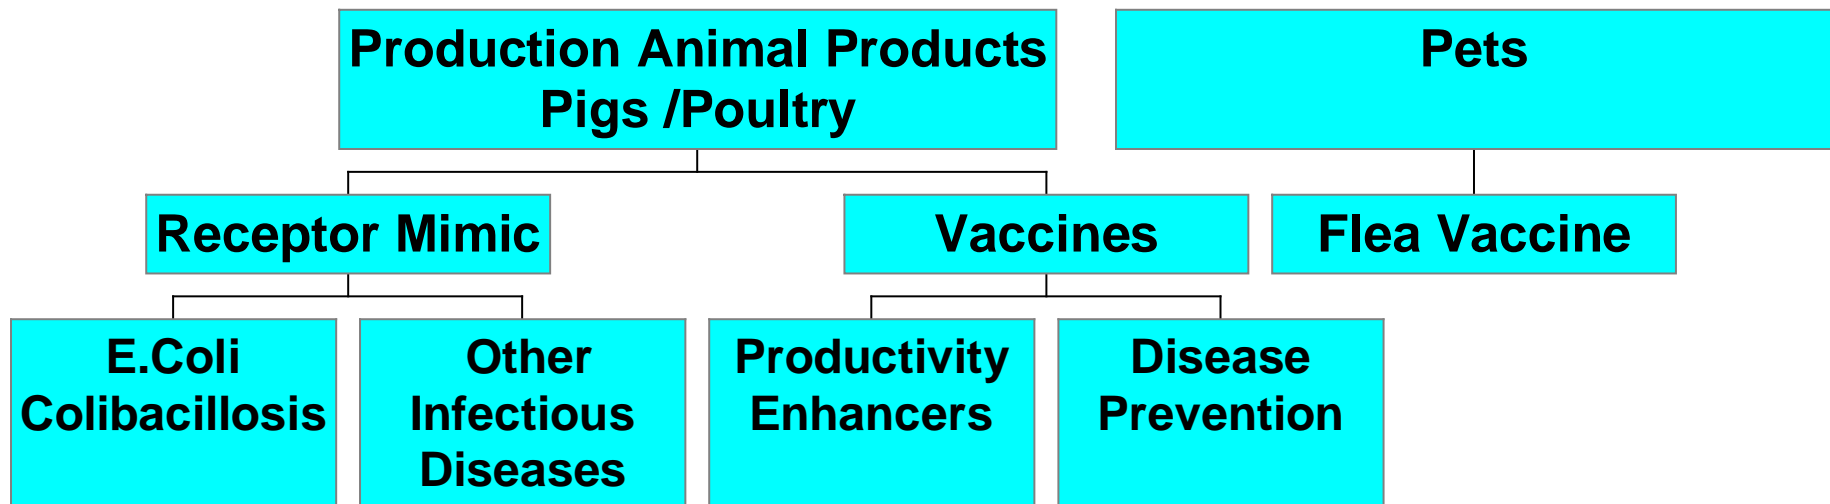 Production Animal Products
Pigs /Poultry
Pets
Receptor Mimic
Vaccines
Flea Vaccine
E.Coli
Colibacillosis
Other
Infectious
Diseases
Productivity
Enhancers
Disease
Prevention